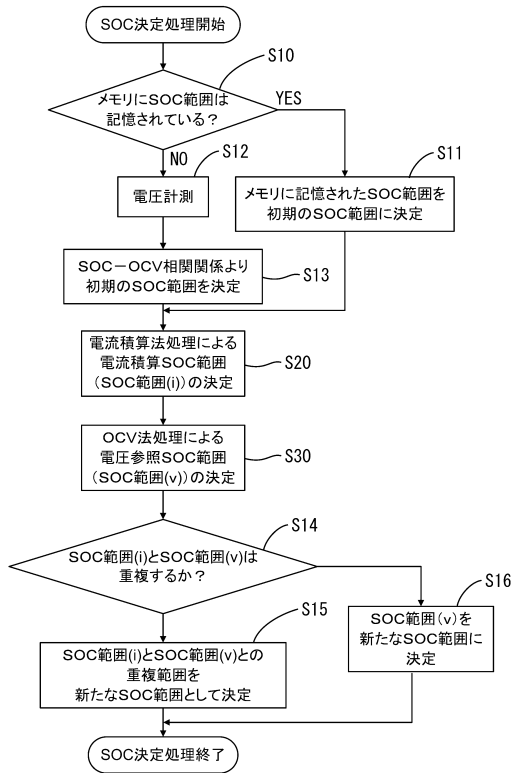 SOC決定処理開始
S10
メモリにSOC範囲は
記憶されている？
YES
NO
S12
電圧計測
S11
メモリに記憶されたSOC範囲を
初期のSOC範囲に決定
SOC－OCV相関関係より
初期のSOC範囲を決定
S13
電流積算法処理による
電流積算SOC範囲
（SOC範囲(i)）の決定
S20
OCV法処理による
電圧参照SOC範囲
（SOC範囲(v)）の決定
S30
S14
SOC範囲(i)とSOC範囲(v)は
重複するか？
S15
SOC範囲(i)とSOC範囲(v)との
重複範囲を
新たなSOC範囲として決定
S16
SOC範囲（v）を
新たなSOC範囲に
決定
SOC決定処理終了